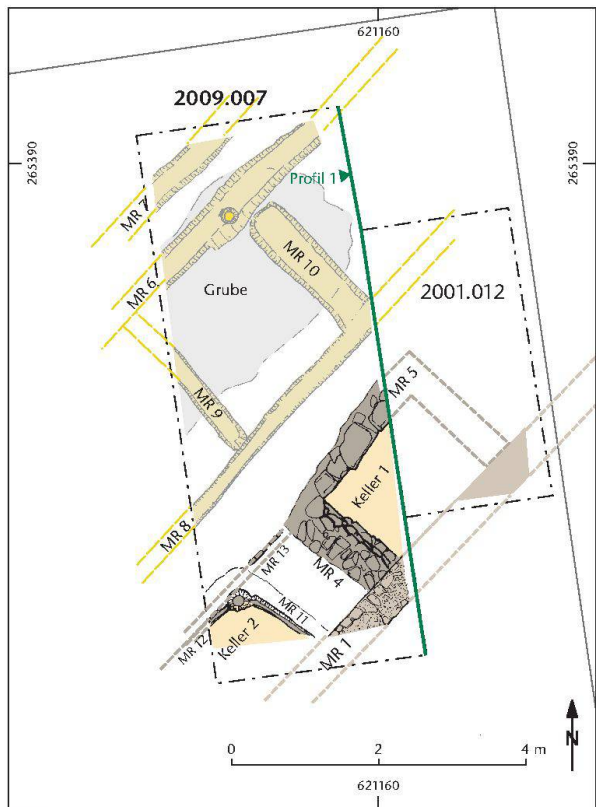 621160
2009.007
265390
265390
Profil 1
MR 7
MR 10
MR 6
Grube
2001.012
MR 5
MR 9
Keller 1
MR 8
MR 13
MR 4
MR 11
MR 12
Keller 2
MR 1
N
0
2
4 m
621160